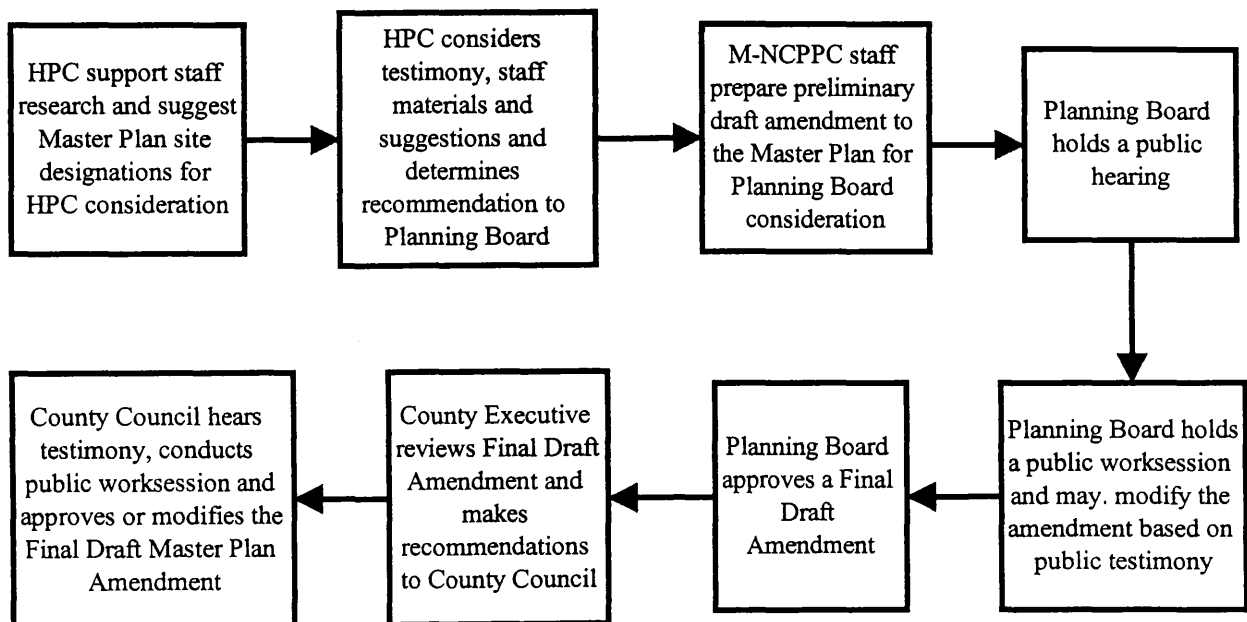 HPC support staff
research and suggest
Master Plan site
designations for
HPC consideration
HPC considers
testimony, staff
materials and
suggestions and
determines
recommendation to
Planning Board
M-NCPPC staff
prepare preliminary
draft amendment to
the Master Plan for
Planning Board
consideration
Planning Board
holds a public
hearing
Planning Board holds
a public worksession
and may. modify the
amendment based on
public testimony
Planning Board
approves a Final
Draft
Amendment
County Executive
reviews Final Draft
Amendment and
makes
recommendations
to County Council
County Council hears
testimony, conducts
public worksession and
approves or modifies the
Final Draft Master Plan
Amendment